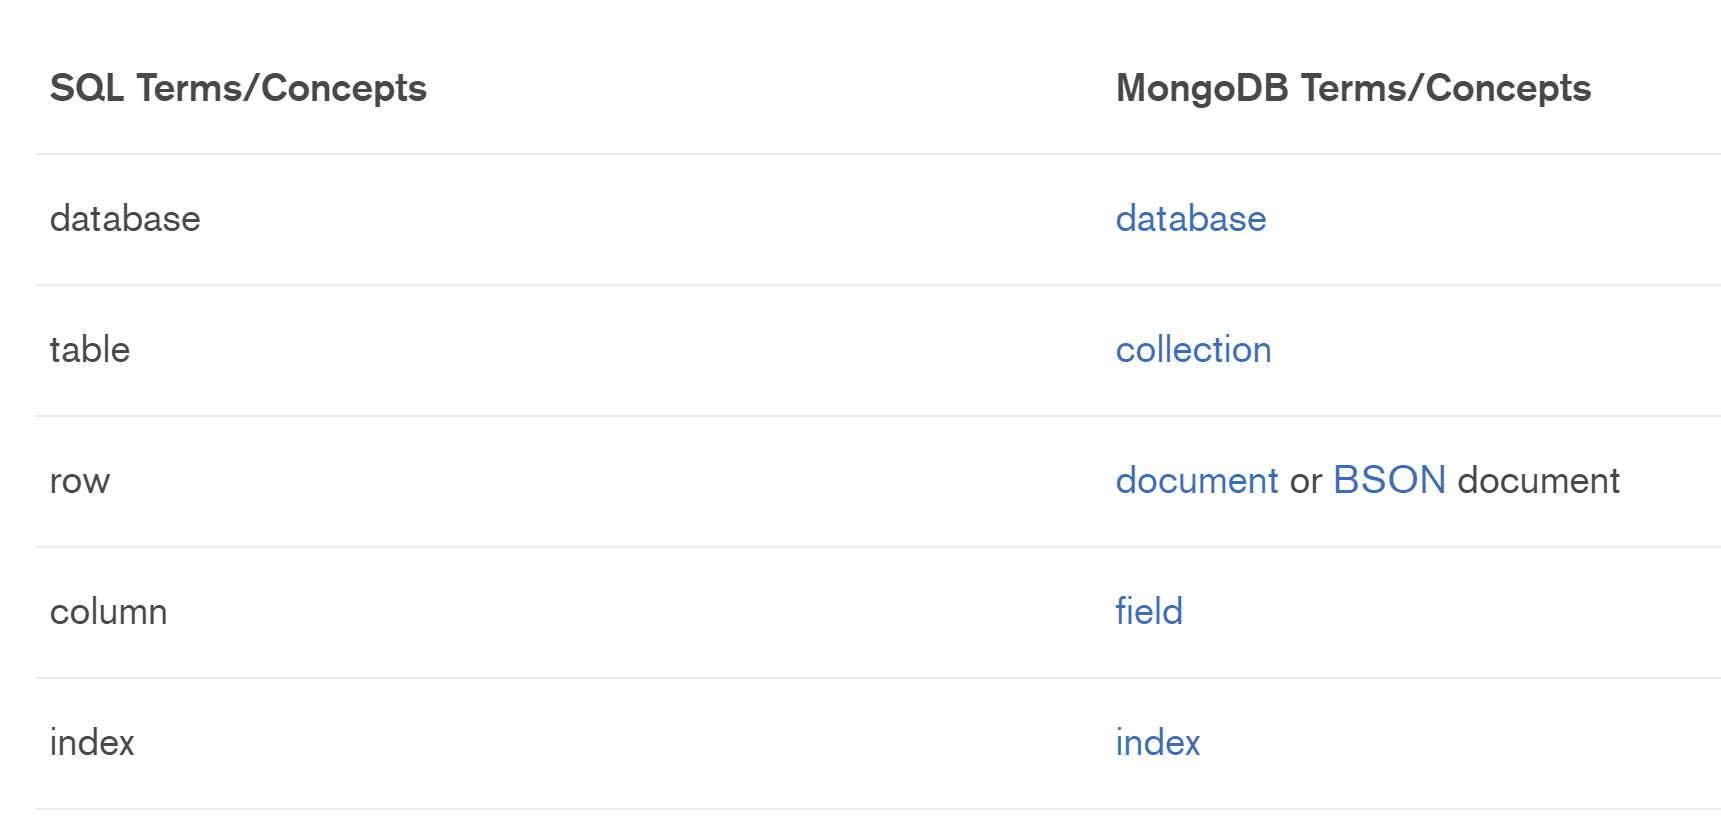 SQL Terms/Concepts MongoDB Terms/Concepts
database database
table collection
row document or BSON document
column field
index index